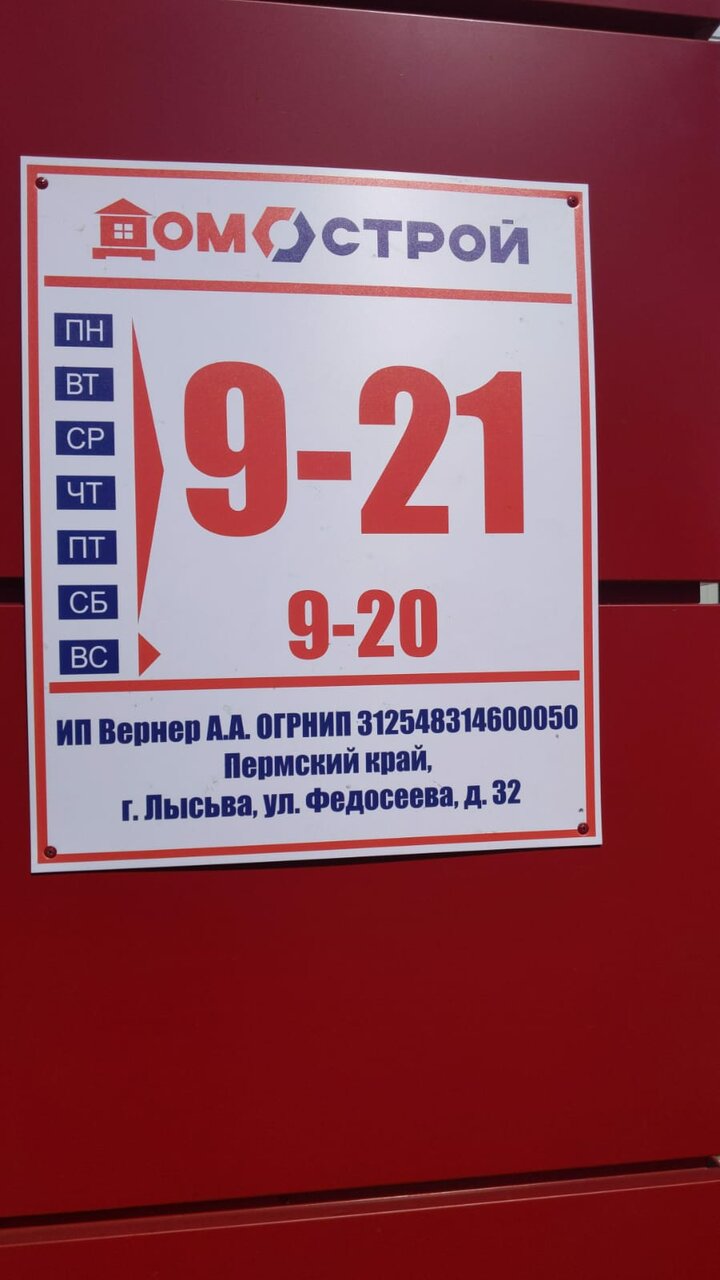 ДОМОСТРОЙ
ПН
ВТ
СР
ЧТ
ПТ
СБ
9-21
ВС
9-20
ИП Вернер А.А. ОГРНИП 312548314600050
Пермский край,
г. Лысьва, ул. Федосеева, д. 32